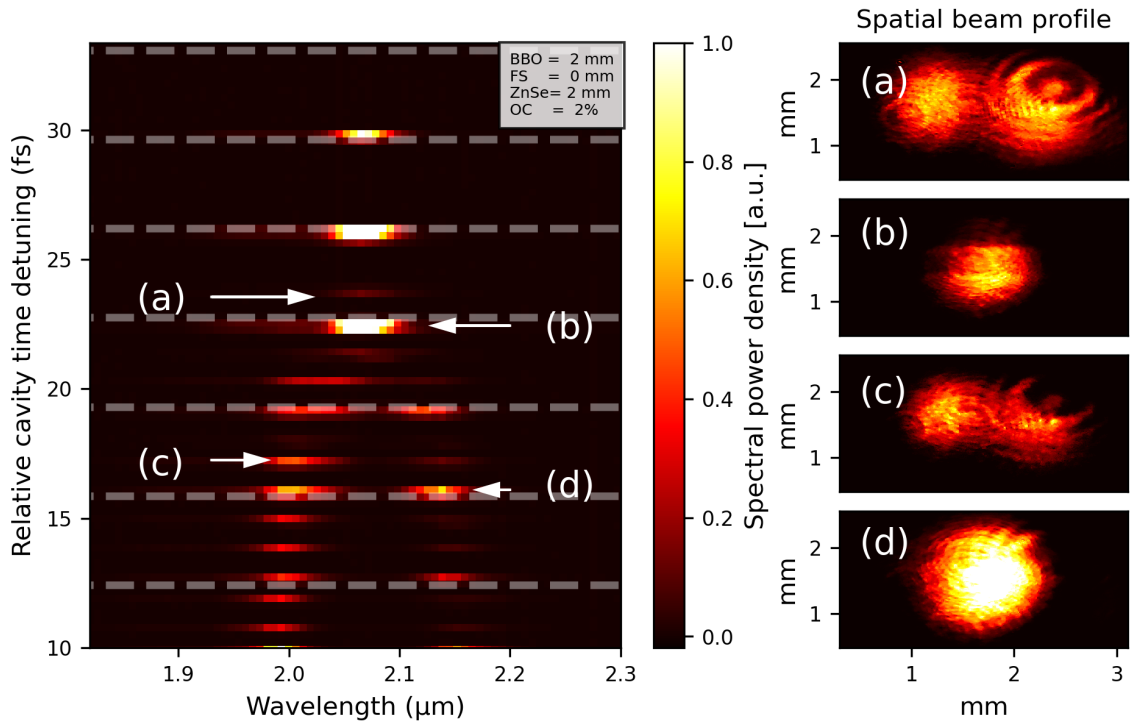 Spatial beam profile
BBO = 2 mm
FS = 0 mm
ZnSe= 2 mm
OC = 2%
Relative cavity time detuning (fs)
30
25
20
15
10
1.9
2.0
2.1
2.2
2.3
Wavelength (μm)
(a)
(b)
(c)
(d)
1.0
0.8
0.6
0.4
0.2
0.0
Spectral power density [a.u.]
(a)
mm
2
1
(b)
mm
2
1
(c)
mm
2
1
(d)
mm
2
1
1
2
3
mm